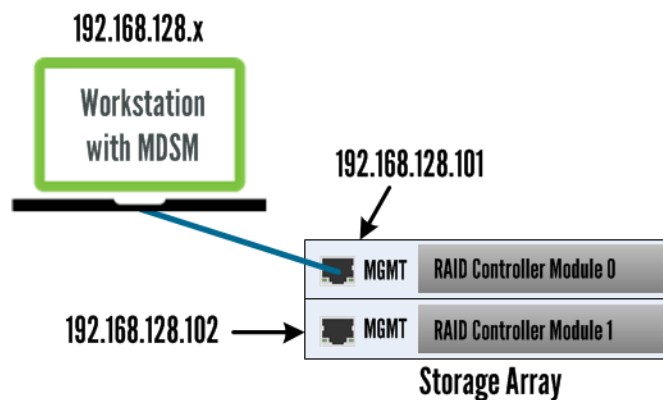 192.168.128.x
Workstation
with MDSM
192.168.128.101
MGMT
RAID Controller Module 0
192.168.128.102
MGMT
RAID Controller Module 1
Storage Array